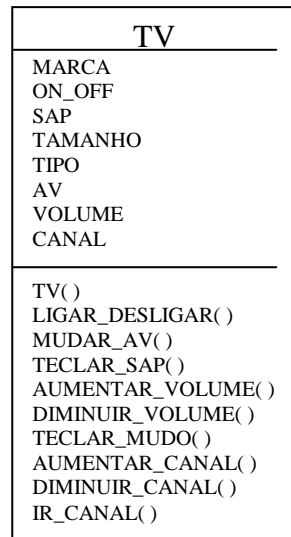 TV
MARCA
ON_OFF
SAP
TAMANHO
TIPO
AV
VOLUME
CANAL
TV( )
LIGAR_DESLIGAR( )
MUDAR_AV( )
TECLAR_SAP( )
AUMENTAR_VOLUME( )
DIMINUIR_VOLUME( )
TECLAR_MUDO( )
AUMENTAR_CANAL( )
DIMINUIR_CANAL( )
IR_CANAL( )